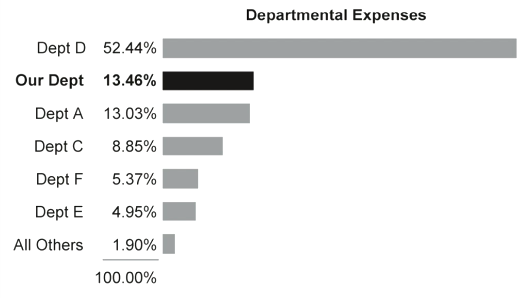 Departmental Expenses
Dept D 52.44%
Our Dept 13.46%
Dept A 13.03%
Dept C 8.85%
Dept F 5.37%
Dept E 4.95%
All Others 1.90%
100.00%